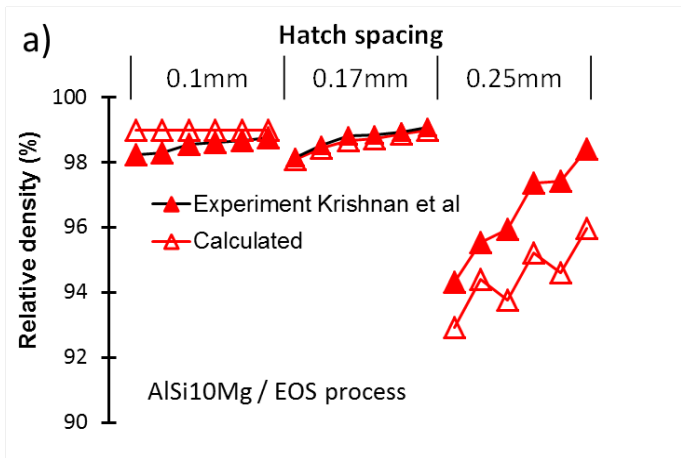 a)
Hatch spacing
0.1mm 0.17mm 0.25mm
100
98
96
94
92
90
Relative density (%)
Experiment Krishnan et al
Calculated
AlSi10Mg / EOS process